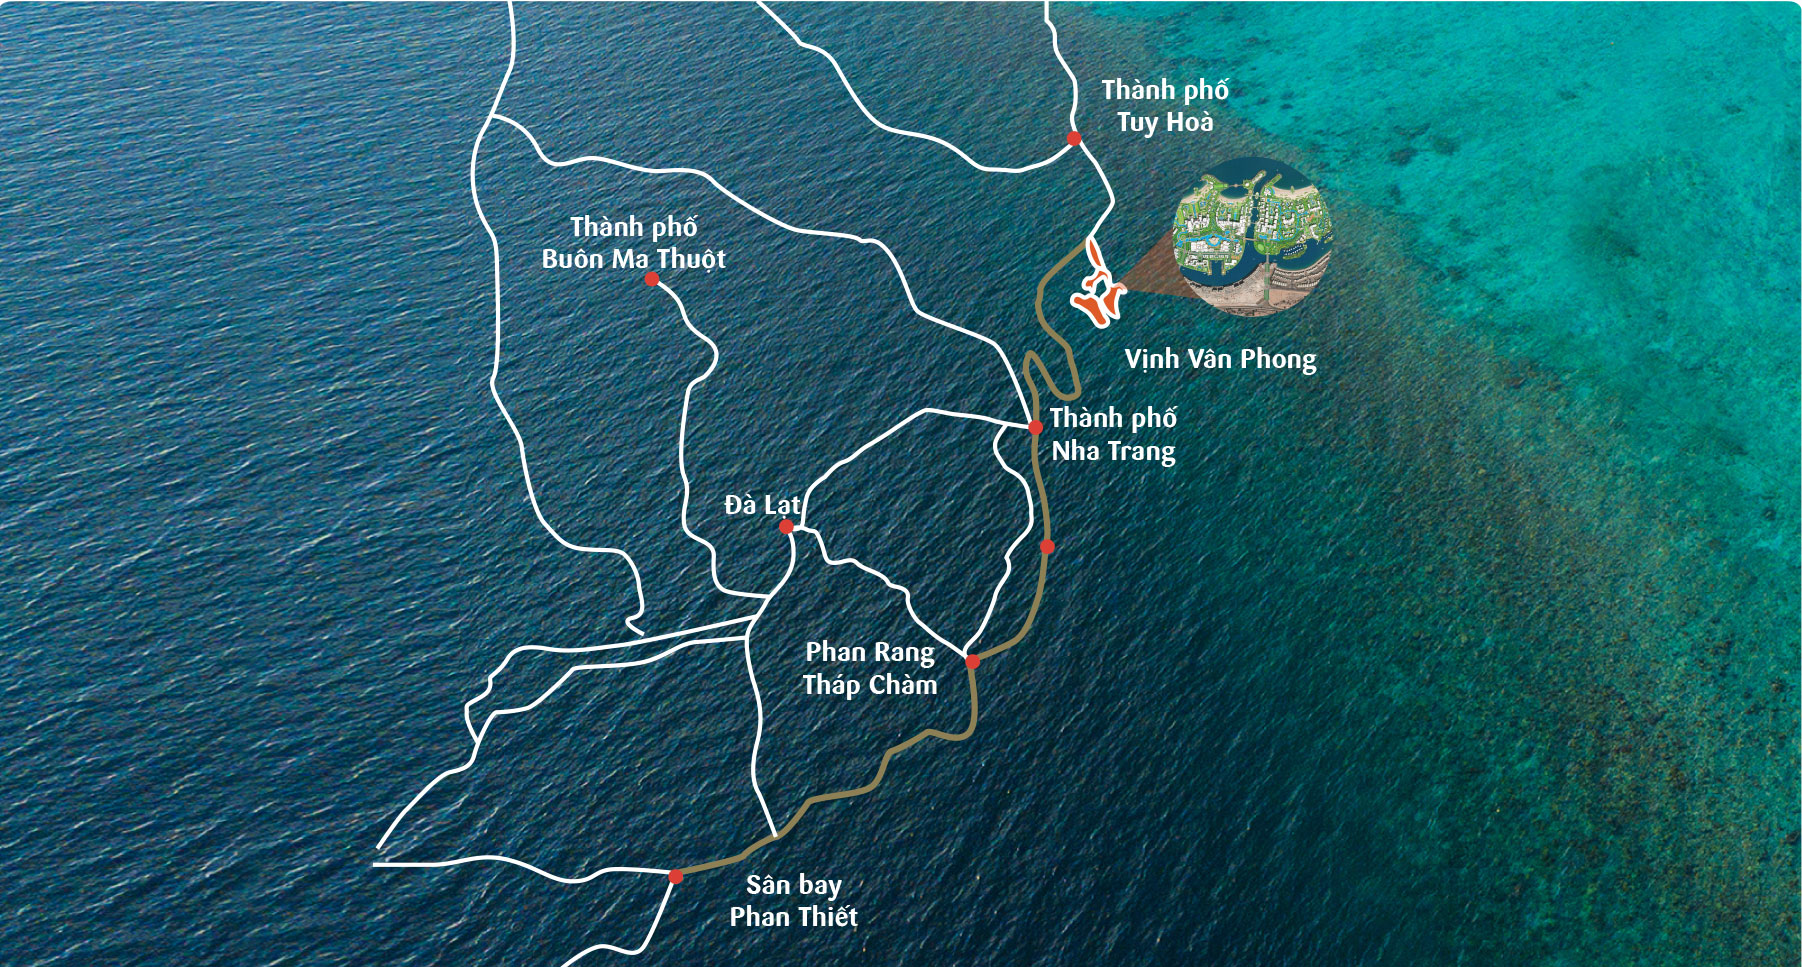 Thành phố
Tuy Hoà
Thành phố
Buôn Ma Thuột
Vịnh Vân Phong
Thành phố
Nha Trang
Đà Lạt
Phan Rang
Tháp Chàm
Sân bay
Phan Thiết